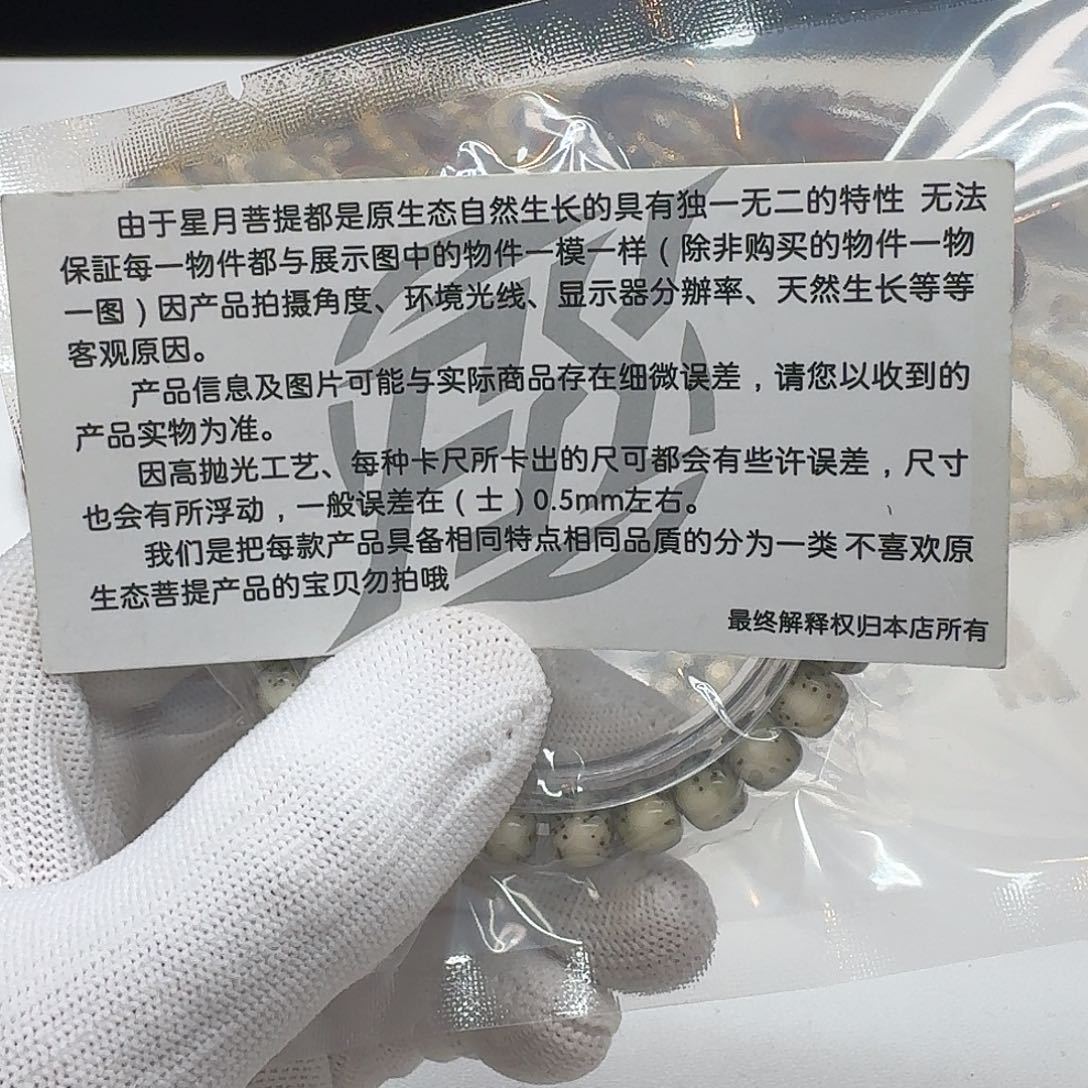 由于星月菩提都是原生态自然生长的具有独一无二的特性 无法
保証每一物件都与展示图中的物件一模一样（除非购买的物件一物
一图）因产品拍摄角度、环境光线、显示器分辦率、天然生长等等
客观原因。
产品信息及图片可能与实际商品存在细微误差，请您以收到的
产品实物为准。
因高抛光工艺、每种卡尺所卡出的尺可都会有些许误差，尺寸
也会有所浮动，一般误差在（士）0.5mm左右。
我们是把每款产品具备相同特点相同品質的分为一类 不喜欢原
生态菩提产品的宝贝勿拍哦
最终解释权归本店所有